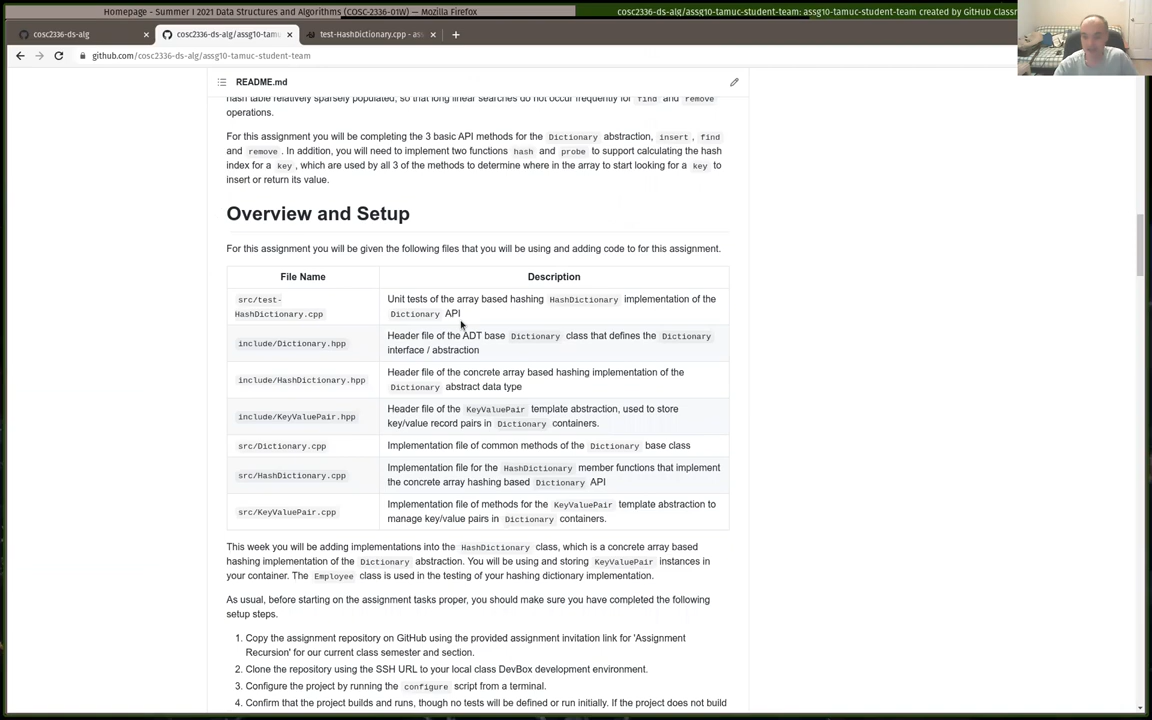 Homepage - Summer I 2021 Data Structures and Algorithms (COSC-2336-01W) — Mozilla Firefox
cosc2336-ds-alg/assg10-tamuc-student-team: assg10-tamuc-student-team created by GitHub Classr
cosc2336-ds-alg × cosc2336-ds-alg/assg10-tamu × test-HashDictionary.cpp - ass × +
github.com/cosc2336-ds-alg/assg10-tamuc-student-team
README.md
hash table relatively sparsely populated, so that long linear searches do not occur frequently for find and remove
operations.
For this assignment you will be completing the 3 basic API methods for the Dictionary abstraction, insert, find
and remove. In addition, you will need to implement two functions hash and probe to support calculating the hash
index for a key, which are used by all 3 of the methods to determine where in the array to start looking for a key to
insert or return its value.
Overview and Setup
For this assignment you will be given the following files that you will be using and adding code to for this assignment.
File Name Description
src/test-
HashDictionary.cpp
Unit tests of the array based hashing HashDictionary implementation of the
Dictionary API
include/Dictionary.hpp
Header file of the ADT base Dictionary class that defines the Dictionary
interface / abstraction
include/HashDictionary.hpp
Header file of the concrete array based hashing implementation of the
Dictionary abstract data type
include/KeyValuePair.hpp
Header file of the KeyValuePair template abstraction, used to store
key/value record pairs in Dictionary containers.
src/Dictionary.cpp Implementation file of common methods of the Dictionary base class
src/HashDictionary.cpp
Implementation file for the HashDictionary member functions that implement
the concrete array hashing based Dictionary API
src/KeyValuePair.cpp
Implementation file of methods for the KeyValuePair template abstraction to
manage key/value pairs in Dictionary containers.
This week you will be adding implementations into the HashDictionary class, which is a concrete array based
hashing implementation of the Dictionary abstraction. You will be using and storing KeyValuePair instances in
your container. The Employee class is used in the testing of your hashing dictionary implementation.
As usual, before starting on the assignment tasks proper, you should make sure you have completed the following
setup steps.
1. Copy the assignment repository on GitHub using the provided assignment invitation link for 'Assignment
Recursion' for our current class semester and section.
2. Clone the repository using the SSH URL to your local class DevBox development environment.
3. Configure the project by running the configure script from a terminal.
4. Confirm that the project builds and runs, though no tests will be defined or run initially. If the project does not build